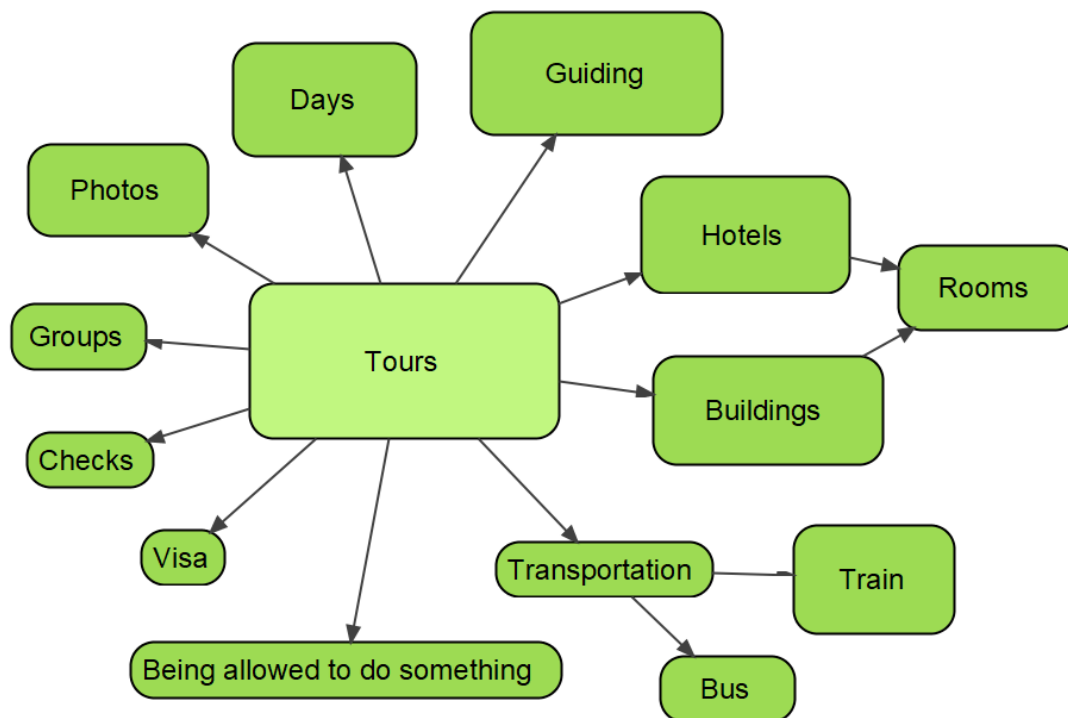 Guiding
Days
Photos
Hotels
Rooms
Groups
Tours
Buildings
Checks
Visa
Transportation
Train
Being allowed to do something
Bus